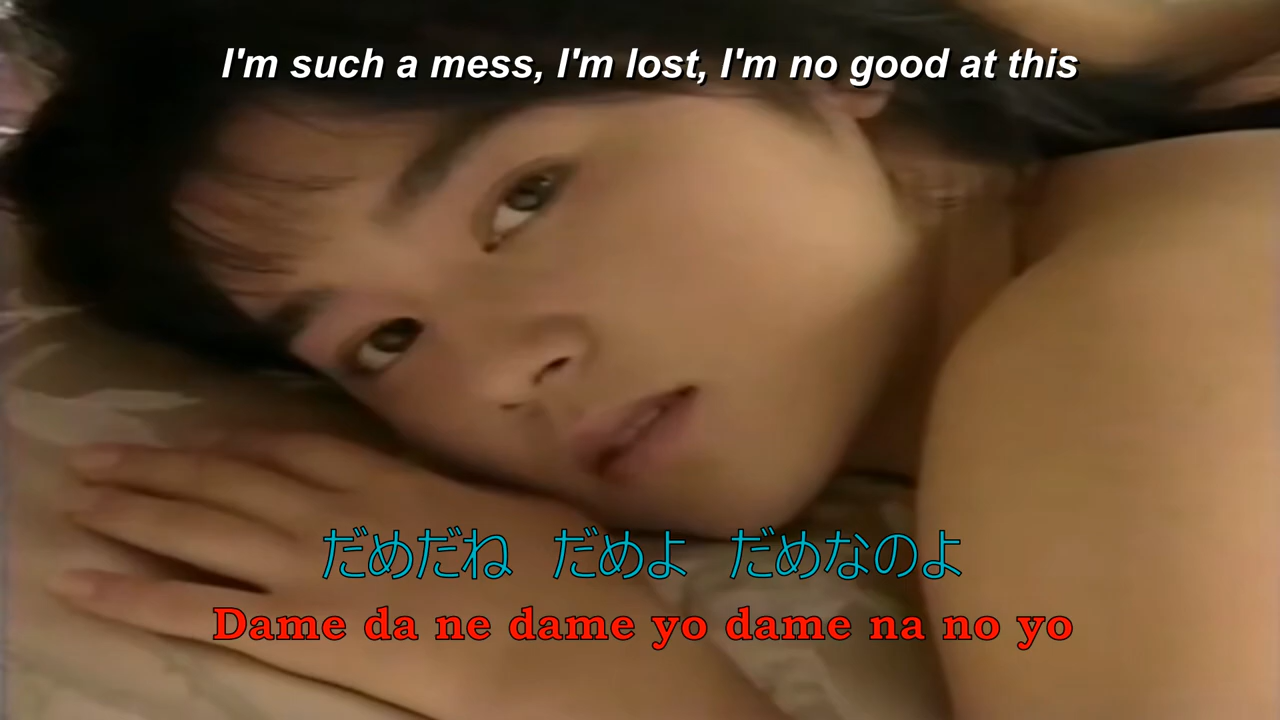 I'm such a mess, I'm lost, I'm no good at this
だめだね だめよ だめなのよ
Dame da ne dame yo dame na no yo